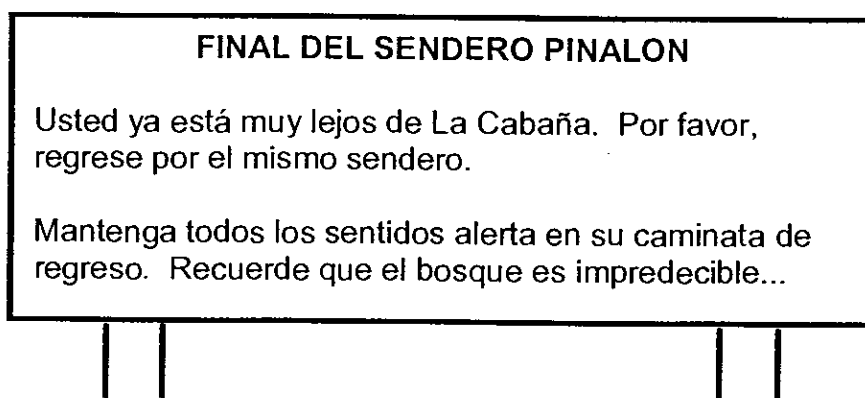 FINAL DEL SENDERO PINALON
Usted ya está muy lejos de La Cabaña. Por favor,
regrese por el mismo sendero.
Mantenga todos los sentidos alerta en su caminata de
regreso. Recuerde que el bosque es impredecible...